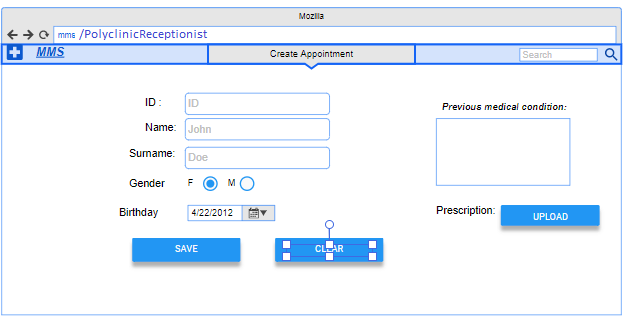 Mozilla
mms /PolyclinicReceptionist
MMS
Create Appointment
Search
ID :
ID
Name:
John
Surname:
Doe
Gender
F
M
Birthday
4/22/2012
Previous medical condition:
Prescription:
UPLOAD
SAVE
CLEAR